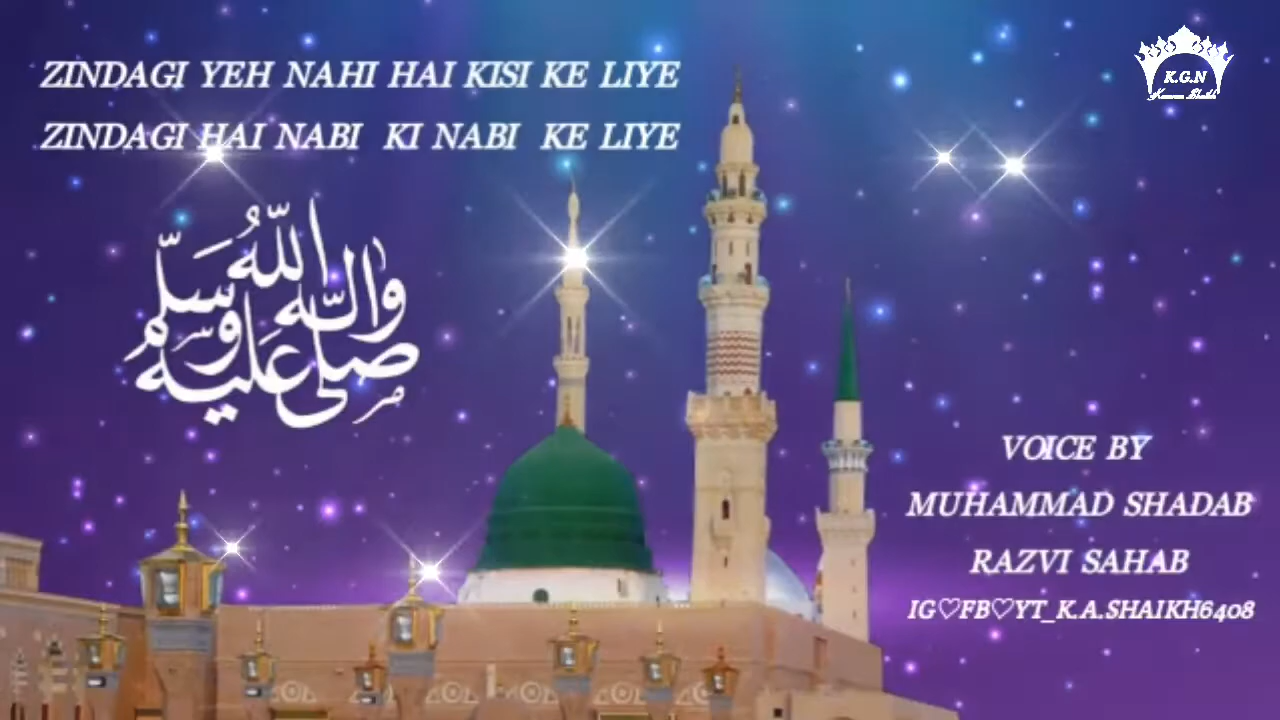 ZINDAGI YEH NAHI HAI KISI KE LIYE
ZINDAGI HAI NABI KI NABI KE LIYE
صلى الله عليه واله وسلم
K.G.N
VOICE BY
MUHAMMAD SHADAB
RAZVI SAHAB
IG♡FB♡YT_K.A.SHAIKH6408